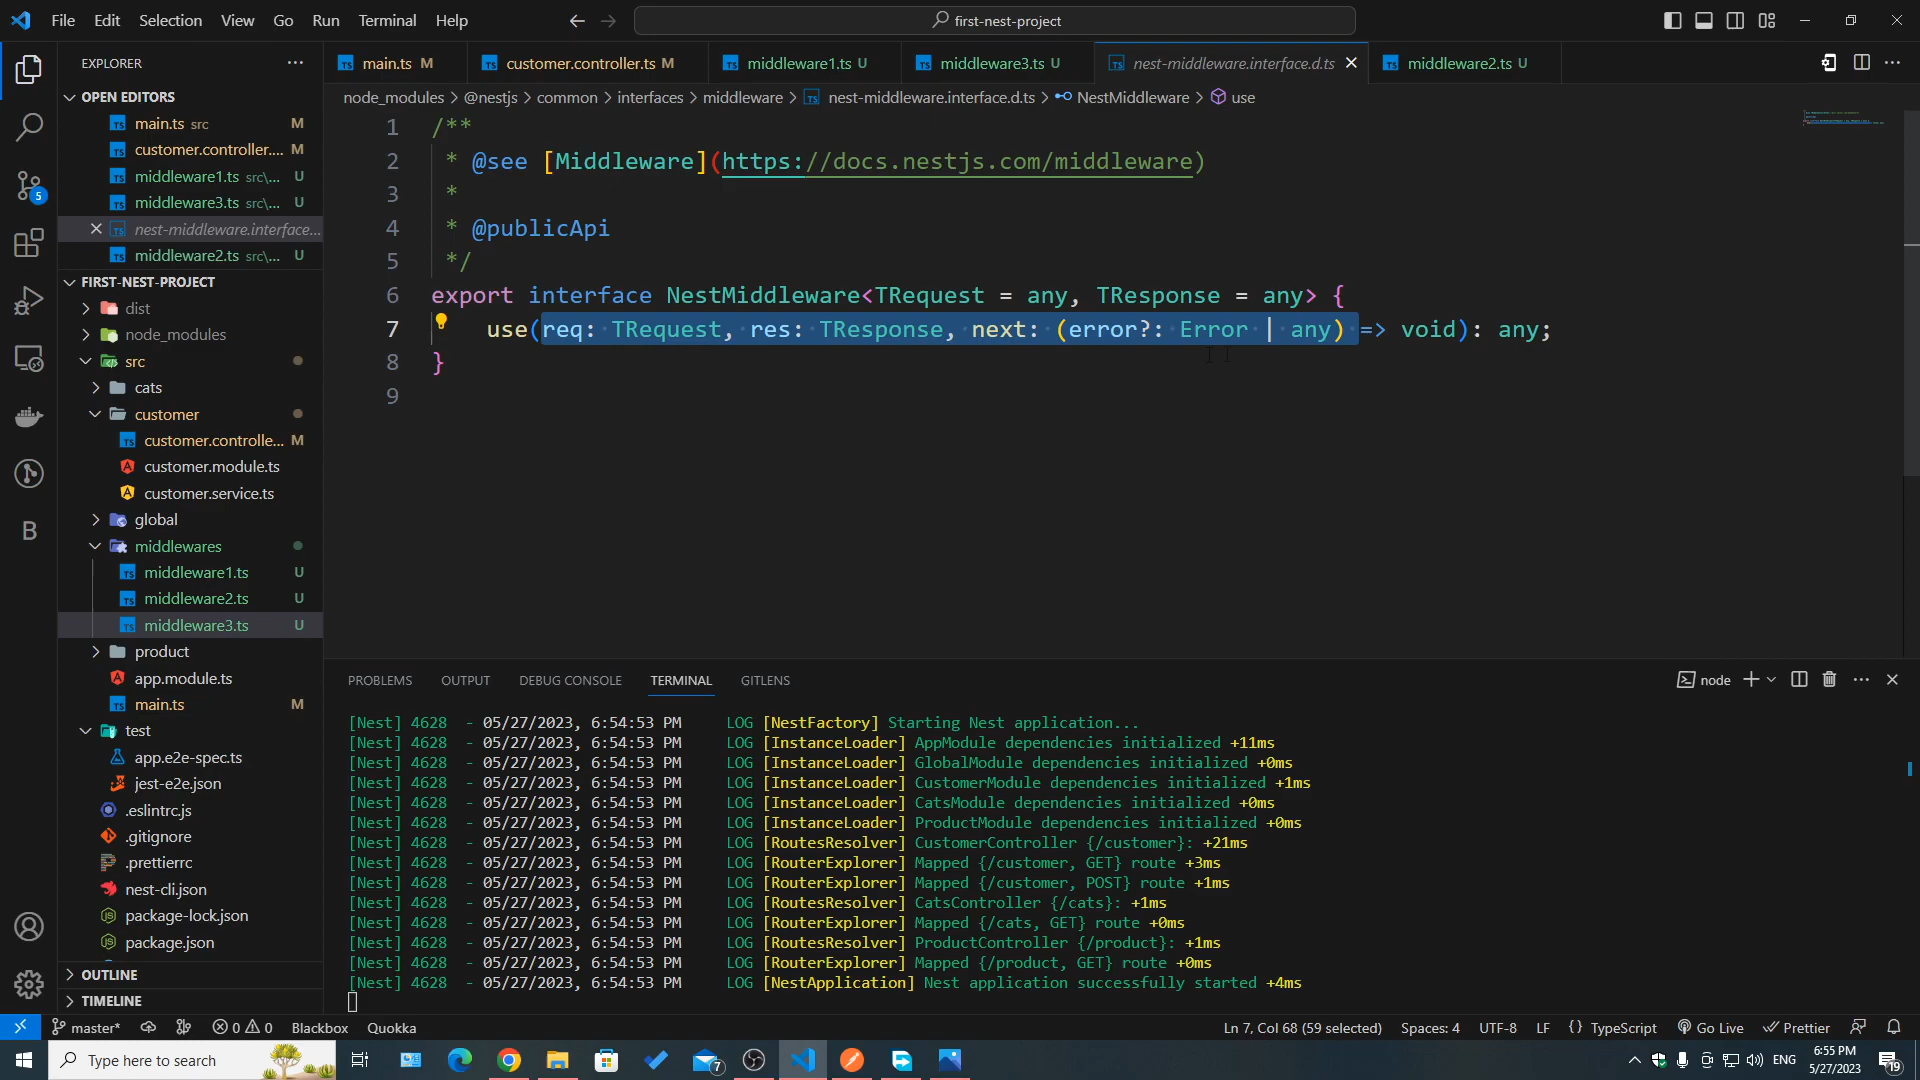 File Edit Selection View Go Run Terminal Help
first-nest-project
EXPLORER
main.ts M
customer.controller.ts M
middleware1.ts U
middleware3.ts U
nest-middleware.interface.d.ts
middleware2.ts U
node_modules > @nestjs > common > interfaces > middleware > nest-middleware.interface.d.ts > NestMiddleware > use
OPEN EDITORS
main.ts src M
customer.controller.... M
middleware1.ts src\... U
middleware3.ts src\... U
nest-middleware.interface...
middleware2.ts src\... U
FIRST-NEST-PROJECT
dist
node_modules
src
cats
customer
customer.controlle... M
customer.module.ts
customer.service.ts
global
middlewares
middleware1.ts U
middleware2.ts U
middleware3.ts U
product
app.module.ts
main.ts M
test
app.e2e-spec.ts
jest-e2e.json
.eslintrc.js
.gitignore
.prettierrc
nest-cli.json
package-lock.json
package.json
OUTLINE
TIMELINE
5
B
1 /**
2 * @see [Middleware](https://docs.nestjs.com/middleware)
3 *
4 * @publicApi
5 */
6 export interface NestMiddleware<TRequest = any, TResponse = any> {
7 use(req: TRequest, res: TResponse, next: (error?: Error | any) => void): any;
8 }
9
PROBLEMS OUTPUT DEBUG CONSOLE TERMINAL GITLENS
node
[Nest] 4628 - 05/27/2023, 6:54:53 PM LOG [NestFactory] Starting Nest application...
[Nest] 4628 - 05/27/2023, 6:54:53 PM LOG [InstanceLoader] AppModule dependencies initialized +11ms
[Nest] 4628 - 05/27/2023, 6:54:53 PM LOG [InstanceLoader] GlobalModule dependencies initialized +0ms
[Nest] 4628 - 05/27/2023, 6:54:53 PM LOG [InstanceLoader] CustomerModule dependencies initialized +1ms
[Nest] 4628 - 05/27/2023, 6:54:53 PM LOG [InstanceLoader] CatsModule dependencies initialized +0ms
[Nest] 4628 - 05/27/2023, 6:54:53 PM LOG [InstanceLoader] ProductModule dependencies initialized +0ms
[Nest] 4628 - 05/27/2023, 6:54:53 PM LOG [RoutesResolver] CustomerController {/customer}: +21ms
[Nest] 4628 - 05/27/2023, 6:54:53 PM LOG [RouterExplorer] Mapped {/customer, GET} route +3ms
[Nest] 4628 - 05/27/2023, 6:54:53 PM LOG [RouterExplorer] Mapped {/customer, POST} route +1ms
[Nest] 4628 - 05/27/2023, 6:54:53 PM LOG [RoutesResolver] CatsController {/cats}: +1ms
[Nest] 4628 - 05/27/2023, 6:54:53 PM LOG [RouterExplorer] Mapped {/cats, GET} route +0ms
[Nest] 4628 - 05/27/2023, 6:54:53 PM LOG [RoutesResolver] ProductController {/product}: +1ms
[Nest] 4628 - 05/27/2023, 6:54:53 PM LOG [RouterExplorer] Mapped {/product, GET} route +0ms
[Nest] 4628 - 05/27/2023, 6:54:53 PM LOG [NestApplication] Nest application successfully started +4ms
master* 0 0 Blackbox Quokka
Ln 7, Col 68 (59 selected) Spaces: 4 UTF-8 LF {} TypeScript Go Live Prettier
Type here to search
7
ENG
6:55 PM
5/27/2023
19